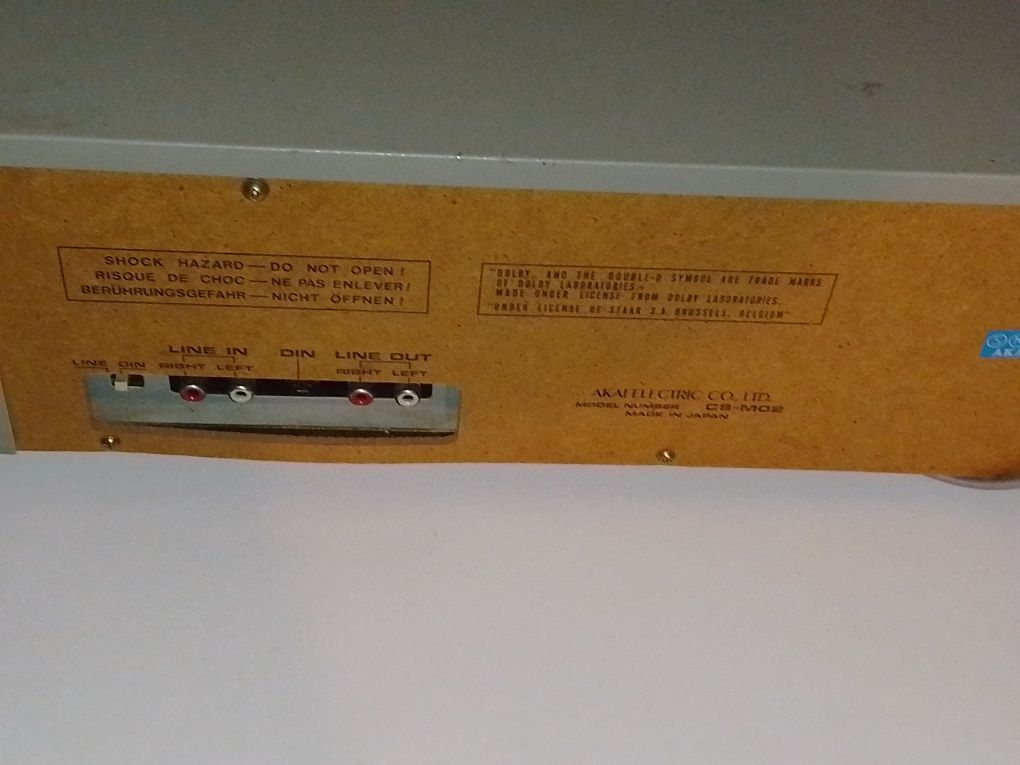 SHOCK HAZARD — DO NOT OPEN!
RISQUE DE CHOC — NE PAS ENLEVER!
BERÜHRUNGSGEFAHR — NICHT ÖFFNEN!
"DOLBY" AND THE DOUBLE-D SYMBOL ARE TRADE MARKS
OF DOLBY LABORATORIES."
MADE UNDER LICENSE FROM DOLBY LABORATORIES.
"UNDER LICENSE OF STAAR S.A. BRUSSELS, BELGIUM"
LINE IN DIN LINE OUT
LINE DIN RIGHT LEFT RIGHT LEFT
AKAI ELECTRIC CO., LTD.
MODEL NUMBER CS-M02
MADE IN JAPAN